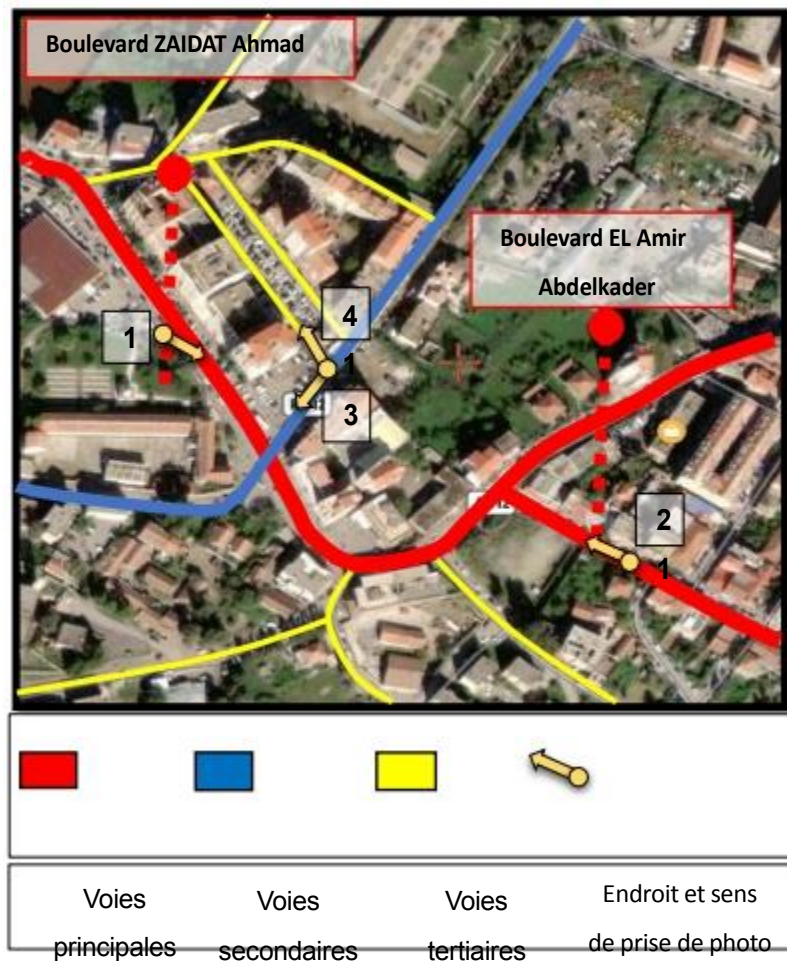 Boulevard ZAIDAT Ahmad
Boulevard EL Amir
Abdelkader
4
1
1
3
2
1
Voies
principales
Voies
secondaires
Voies
tertiaires
Endroit et sens
de prise de photo